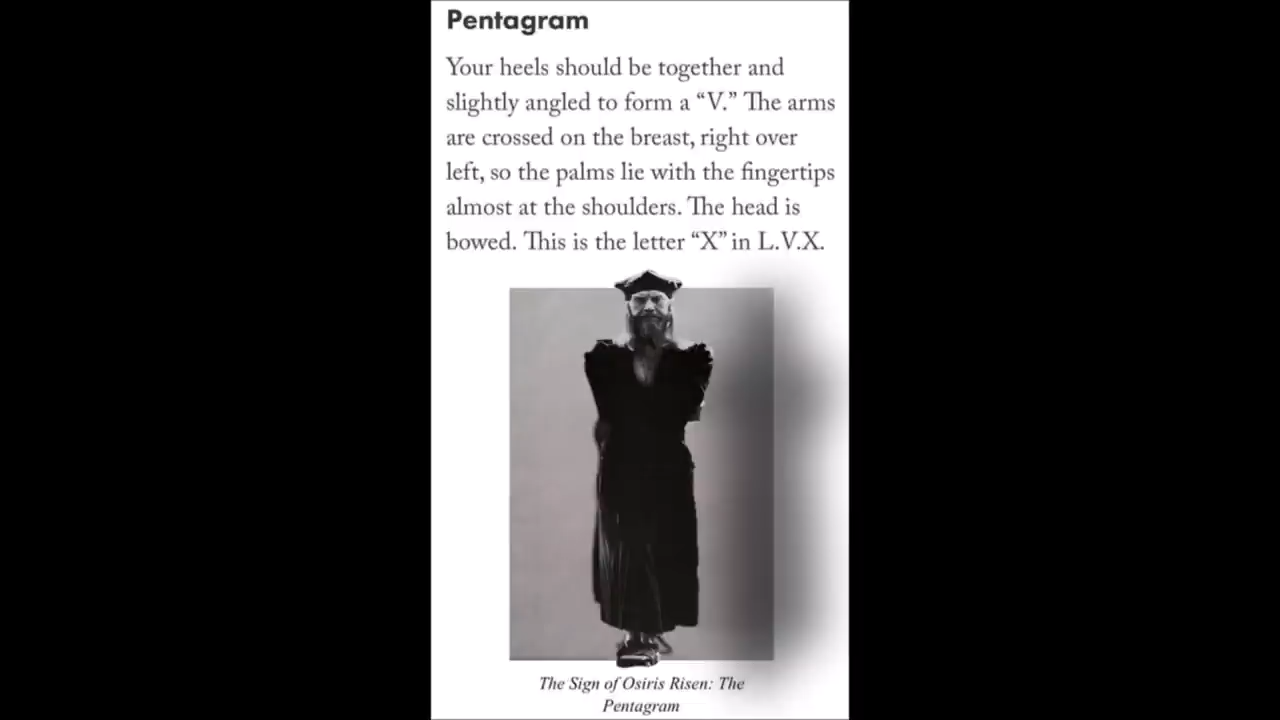 Pentagram
Your heels should be together and
slightly angled to form a “V.” The arms
are crossed on the breast, right over
left, so the palms lie with the fingertips
almost at the shoulders. The head is
bowed. This is the letter “X” in L.V.X.
The Sign of Osiris Risen: The
Pentagram